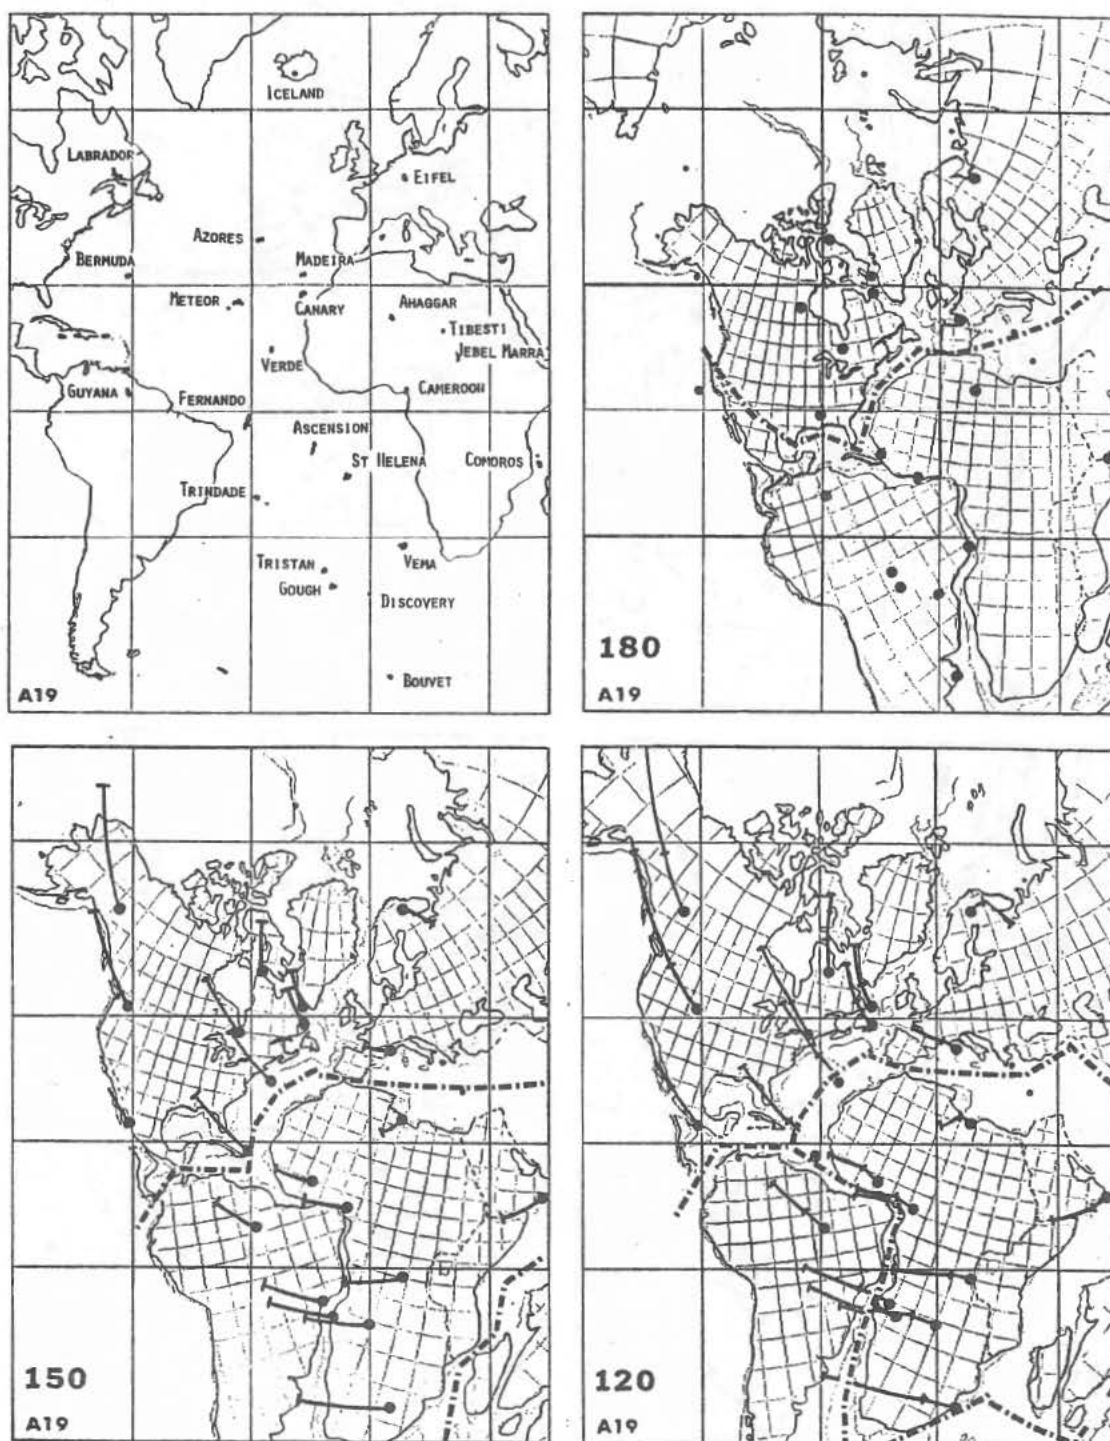 ICELAND
LABRADOR
EIFEL
AZORES
BERMUDA
MADEIRA
METEOR
CANARY
AHAGGAR
TIBESTI
JEBEL MARRA
VERDE
GUYANA
CAMEROON
FERNANDO
ASCENSION
ST HELENA
COMOROS
TRINDADE
TRISTAN
VEMA
GOUGH
DISCOVERY
BOUVET
A19
180
A19
150
A19
120
A19